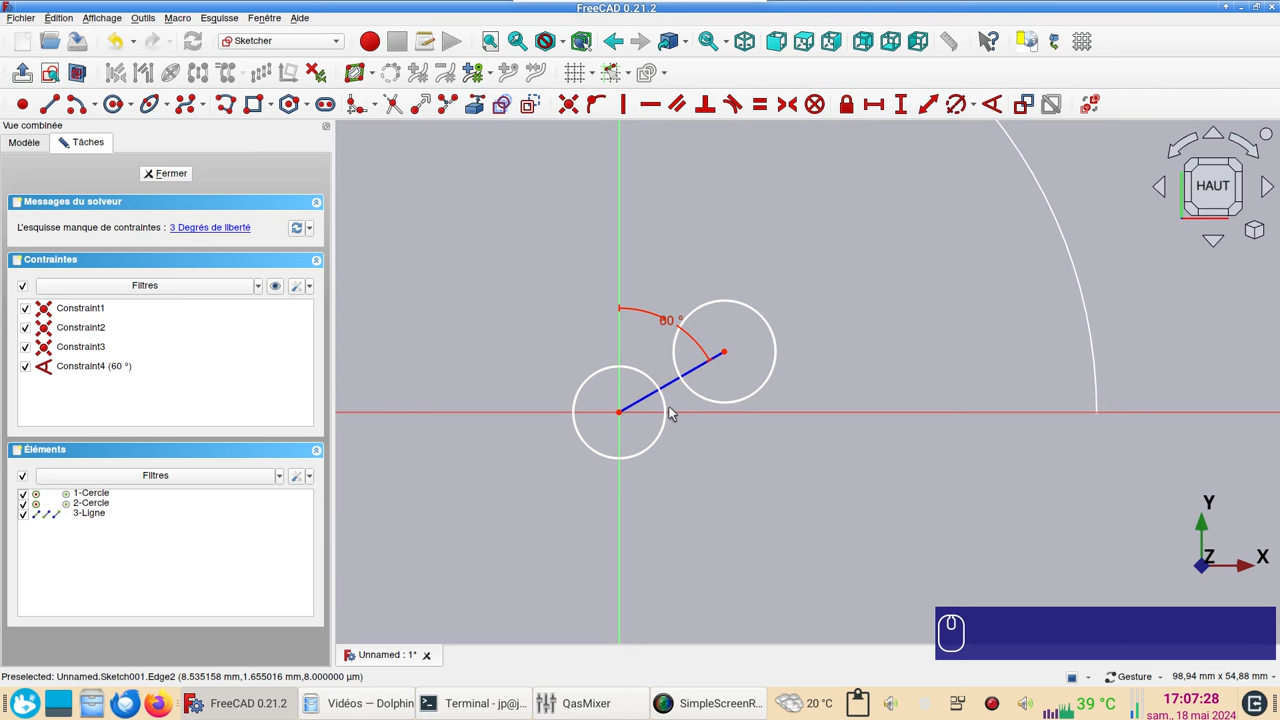 FreeCAD 0.21.2
Fichier Édition Affichage Outils Macro Esquisse Fenêtre Aide
Sketcher
Vue combinée
Modèle Tâches
Fermer
Messages du solveur
L'esquisse manque de contraintes : 3 Degrés de liberté
Contraintes
Filtres
Constraint1
Constraint2
Constraint3
Constraint4 (60 °)
Éléments
Filtres
1-Cercle
2-Cercle
3-Ligne
60 °
HAUT
Y
Z X
Unnamed : 1*
Preselected: Unnamed.Sketch001.Edge2 (8.535158 mm, 1.655016 mm, 8.000000 µm)
Gesture
98,94 mm x 54,88 mm
FreeCAD 0.21.2
Vidéos — Dolphin
Terminal - jp@j...
QasMixer
SimpleScreenR...
20 °C
39 °C
17:07:28
sam., 18 mai 2024